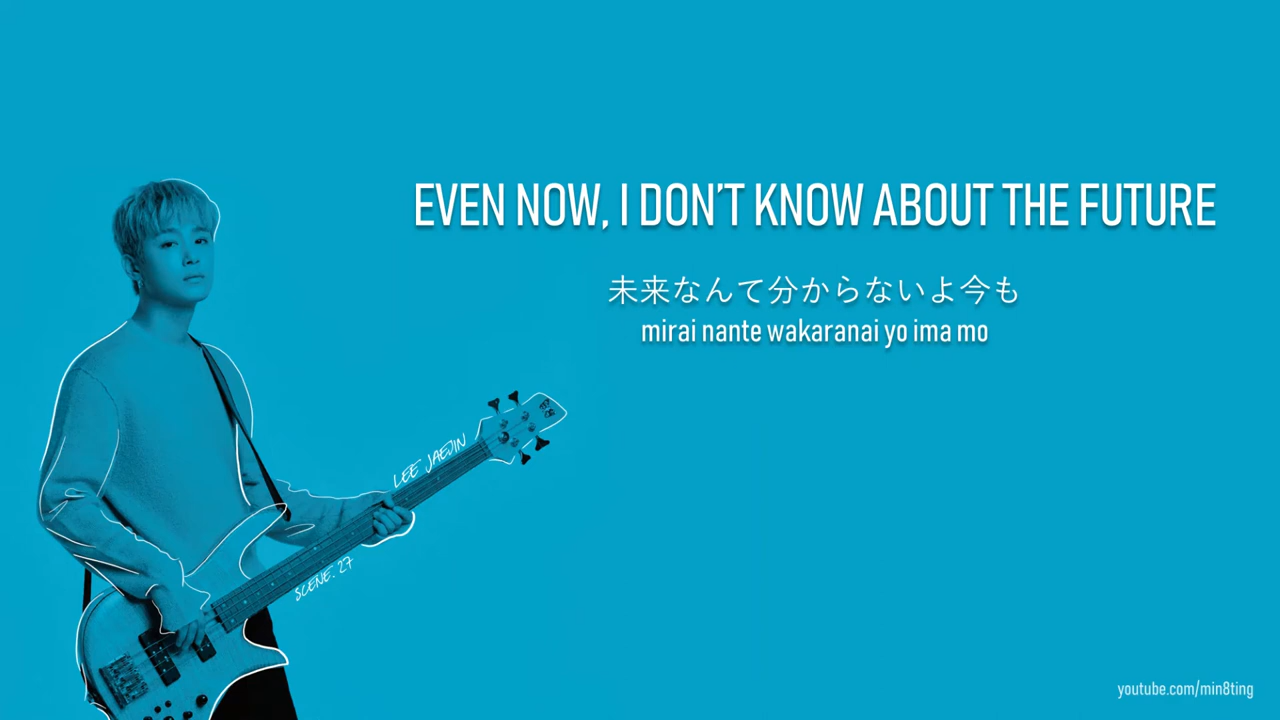 EVEN NOW, I DON'T KNOW ABOUT THE FUTURE
未来なんて分からないよ今も
mirai nante wakaranai yo ima mo
LEE JAEJIN
SCENE. 27
youtube.com/min8ting